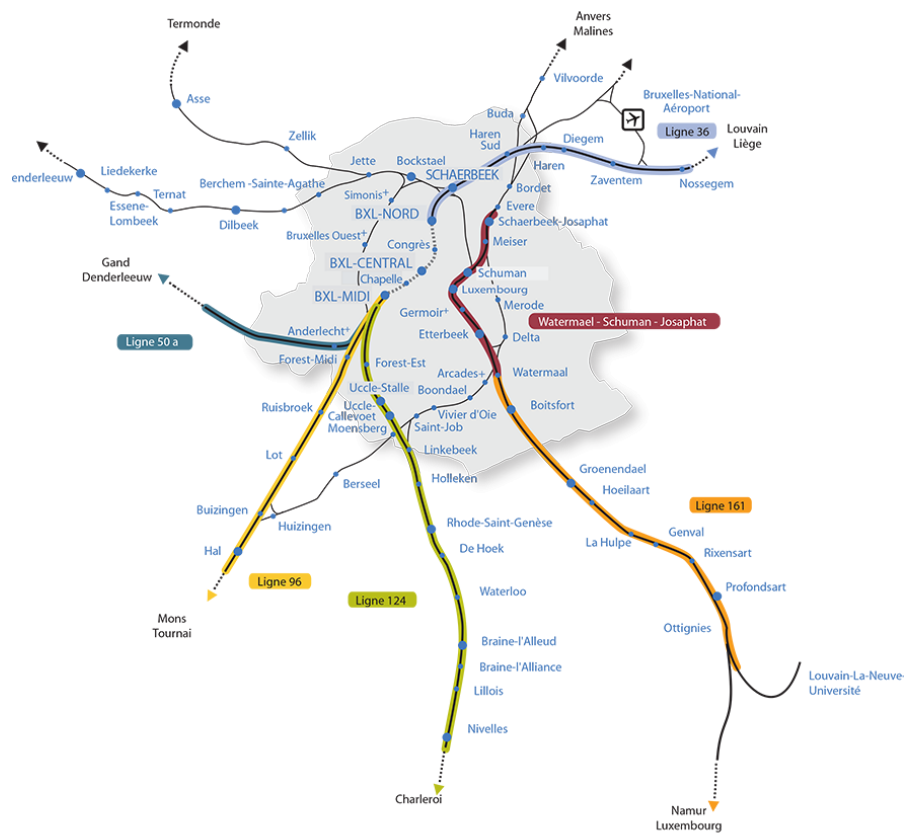 Termonde
Anvers
Malines
Vilvoorde
Asse
Bruxelles-National-
Aéroport
Buda
Ligne 36
Louvain
Liège
Zellik
Haren
Sud
Diegem
Jette
Bockstael
SCHAERBEEK
Haren
Zaventem
Nossegem
enderleeuw
Liedekerke
Ternat
Essene-
Lombeek
Dilbeek
Berchem -Sainte-Agathe
Simonis+
Bordet
Evere
BXL-NORD
Schaerbeek-Josaphat
Bruxelles Ouest+
Congrès
Meiser
Gand
Denderleeuw
BXL-CENTRAL
Chapelle
Schuman
Luxembourg
BXL-MIDI
Merode
Germoir+
Watermael - Schuman - Josaphat
Anderlecht+
Etterbeek
Delta
Ligne 50 a
Forest-Midi
Forest-Est
Arcades+
Watermaal
Uccle-Stalle
Boondael
Ruisbroek
Uccle-
Callevoet
Moensberg
Vivier d'Oie
Boitsfort
Saint-Job
Linkebeek
Lot
Berseel
Holleken
Groenendael
Hoeilaart
Buizingen
Huizingen
Ligne 161
Rhode-Saint-Genèse
Genval
La Hulpe
Hal
De Hoek
Rixensart
Ligne 96
Ligne 124
Waterloo
Profondsart
Mons
Tournai
Ottignies
Braine-l'Alleud
Braine-l'Alliance
Louvain-La-Neuve-
Université
Lillois
Nivelles
Charleroi
Namur
Luxembourg